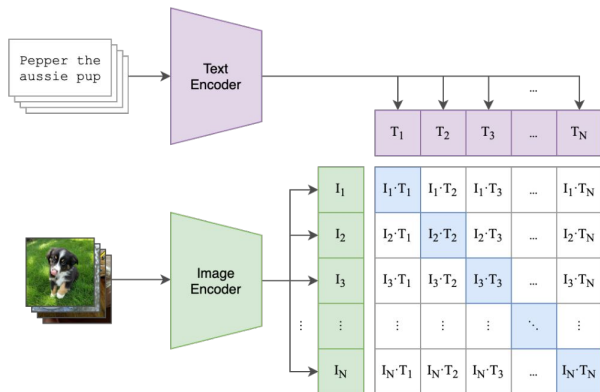 Pepper the
aussie pup
Text
Encoder
...
T1 T2 T3 ... TN
I1 I1·T1 I1·T2 I1·T3 ... I1·TN
I2 I2·T1 I2·T2 I2·T3 ... I2·TN
Image
Encoder
I3 I3·T1 I3·T2 I3·T3 ... I3·TN
⋮ ⋮ ⋮ ⋮ ⋮ ⋱ ⋮
IN IN·T1 IN·T2 IN·T3 ... IN·TN